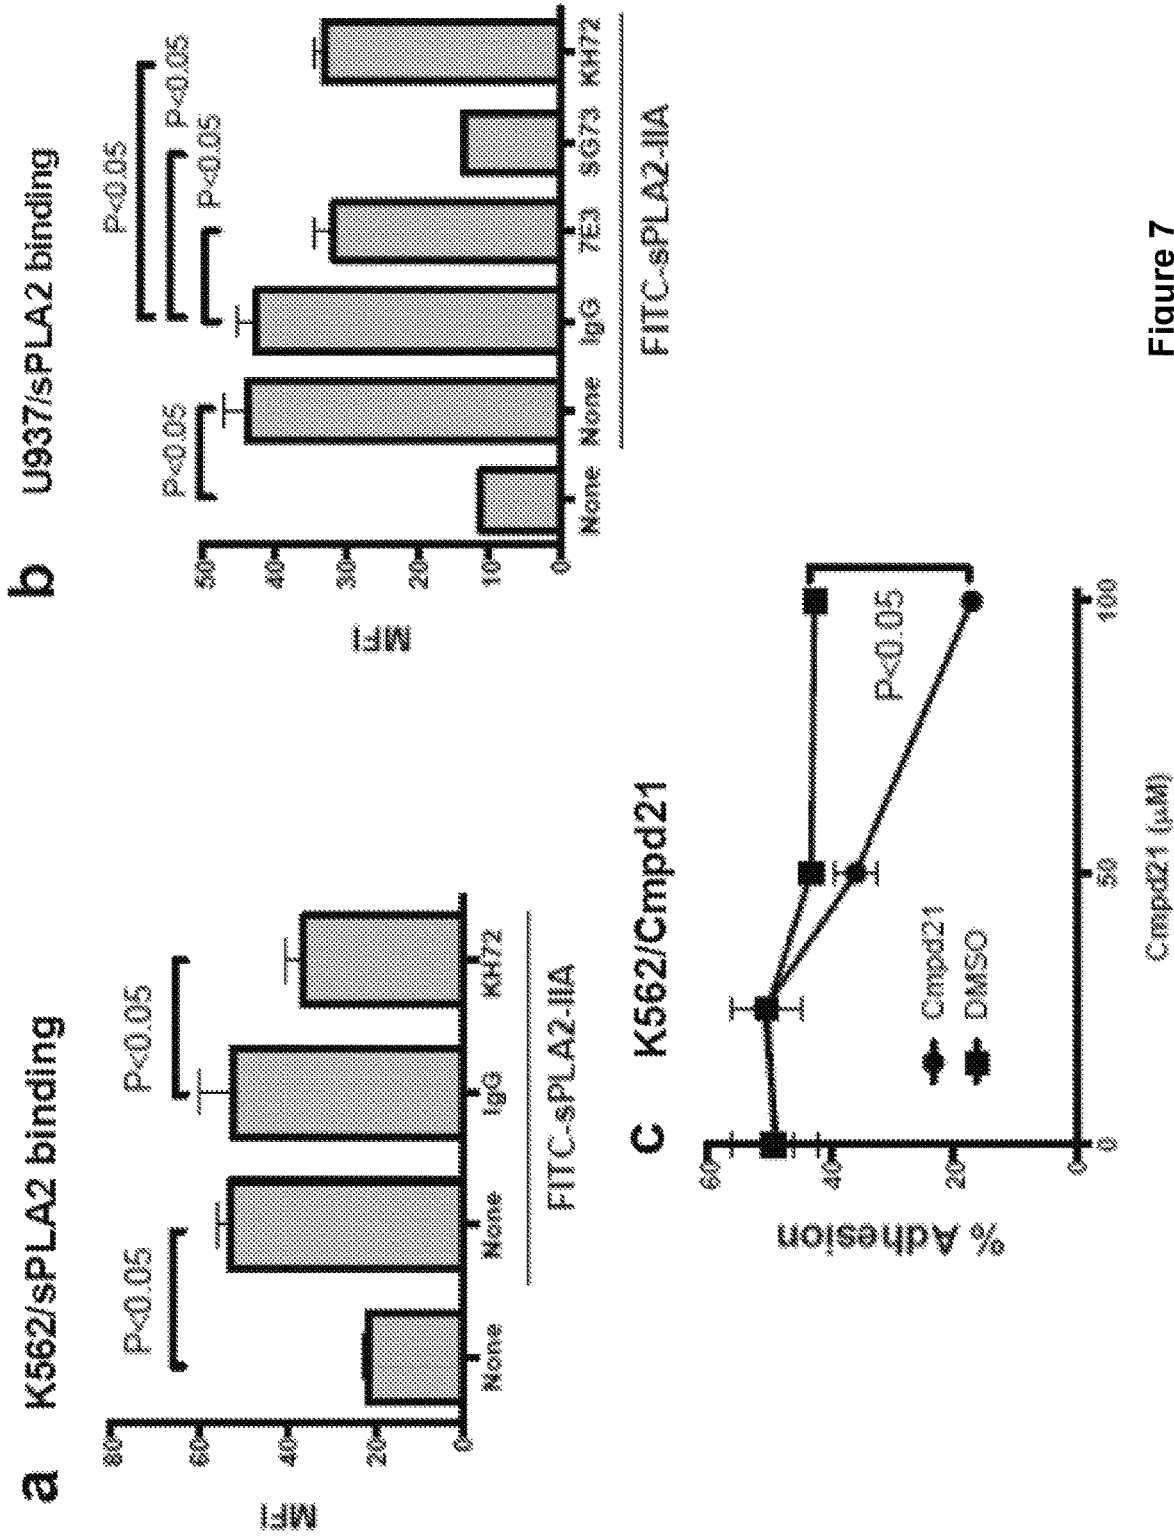 a K562/sPLA2 binding
P<0.05
P<0.05
MFI
80
60
40
20
0
None
None
IgG
KH72
FITC-sPLA2-IIA
b U937/sPLA2 binding
P<0.05
P<0.05
P<0.05
P<0.05
MFI
50
40
30
20
10
0
None
None
IgG
7E3
SG73
KH72
FITC-sPLA2-IIA
C K562/Cmpd21
% Adhesion
60
40
20
0
P<0.05
Cmpd21
DMSO
0
50
100
Cmpd21 (µM)
Figure 7